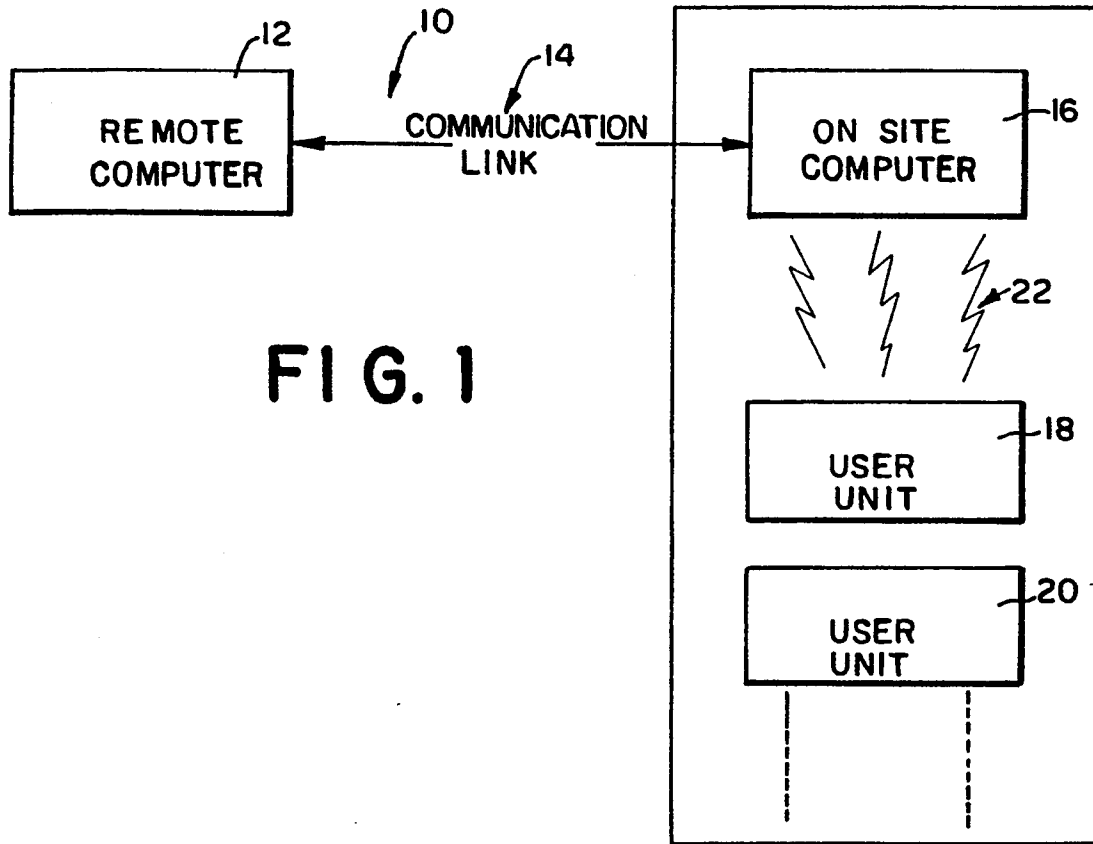 12
10
14
REMOTE
COMPUTER
COMMUNICATION
LINK
16
ON SITE
COMPUTER
22
FIG. 1
18
USER
UNIT
20
USER
UNIT